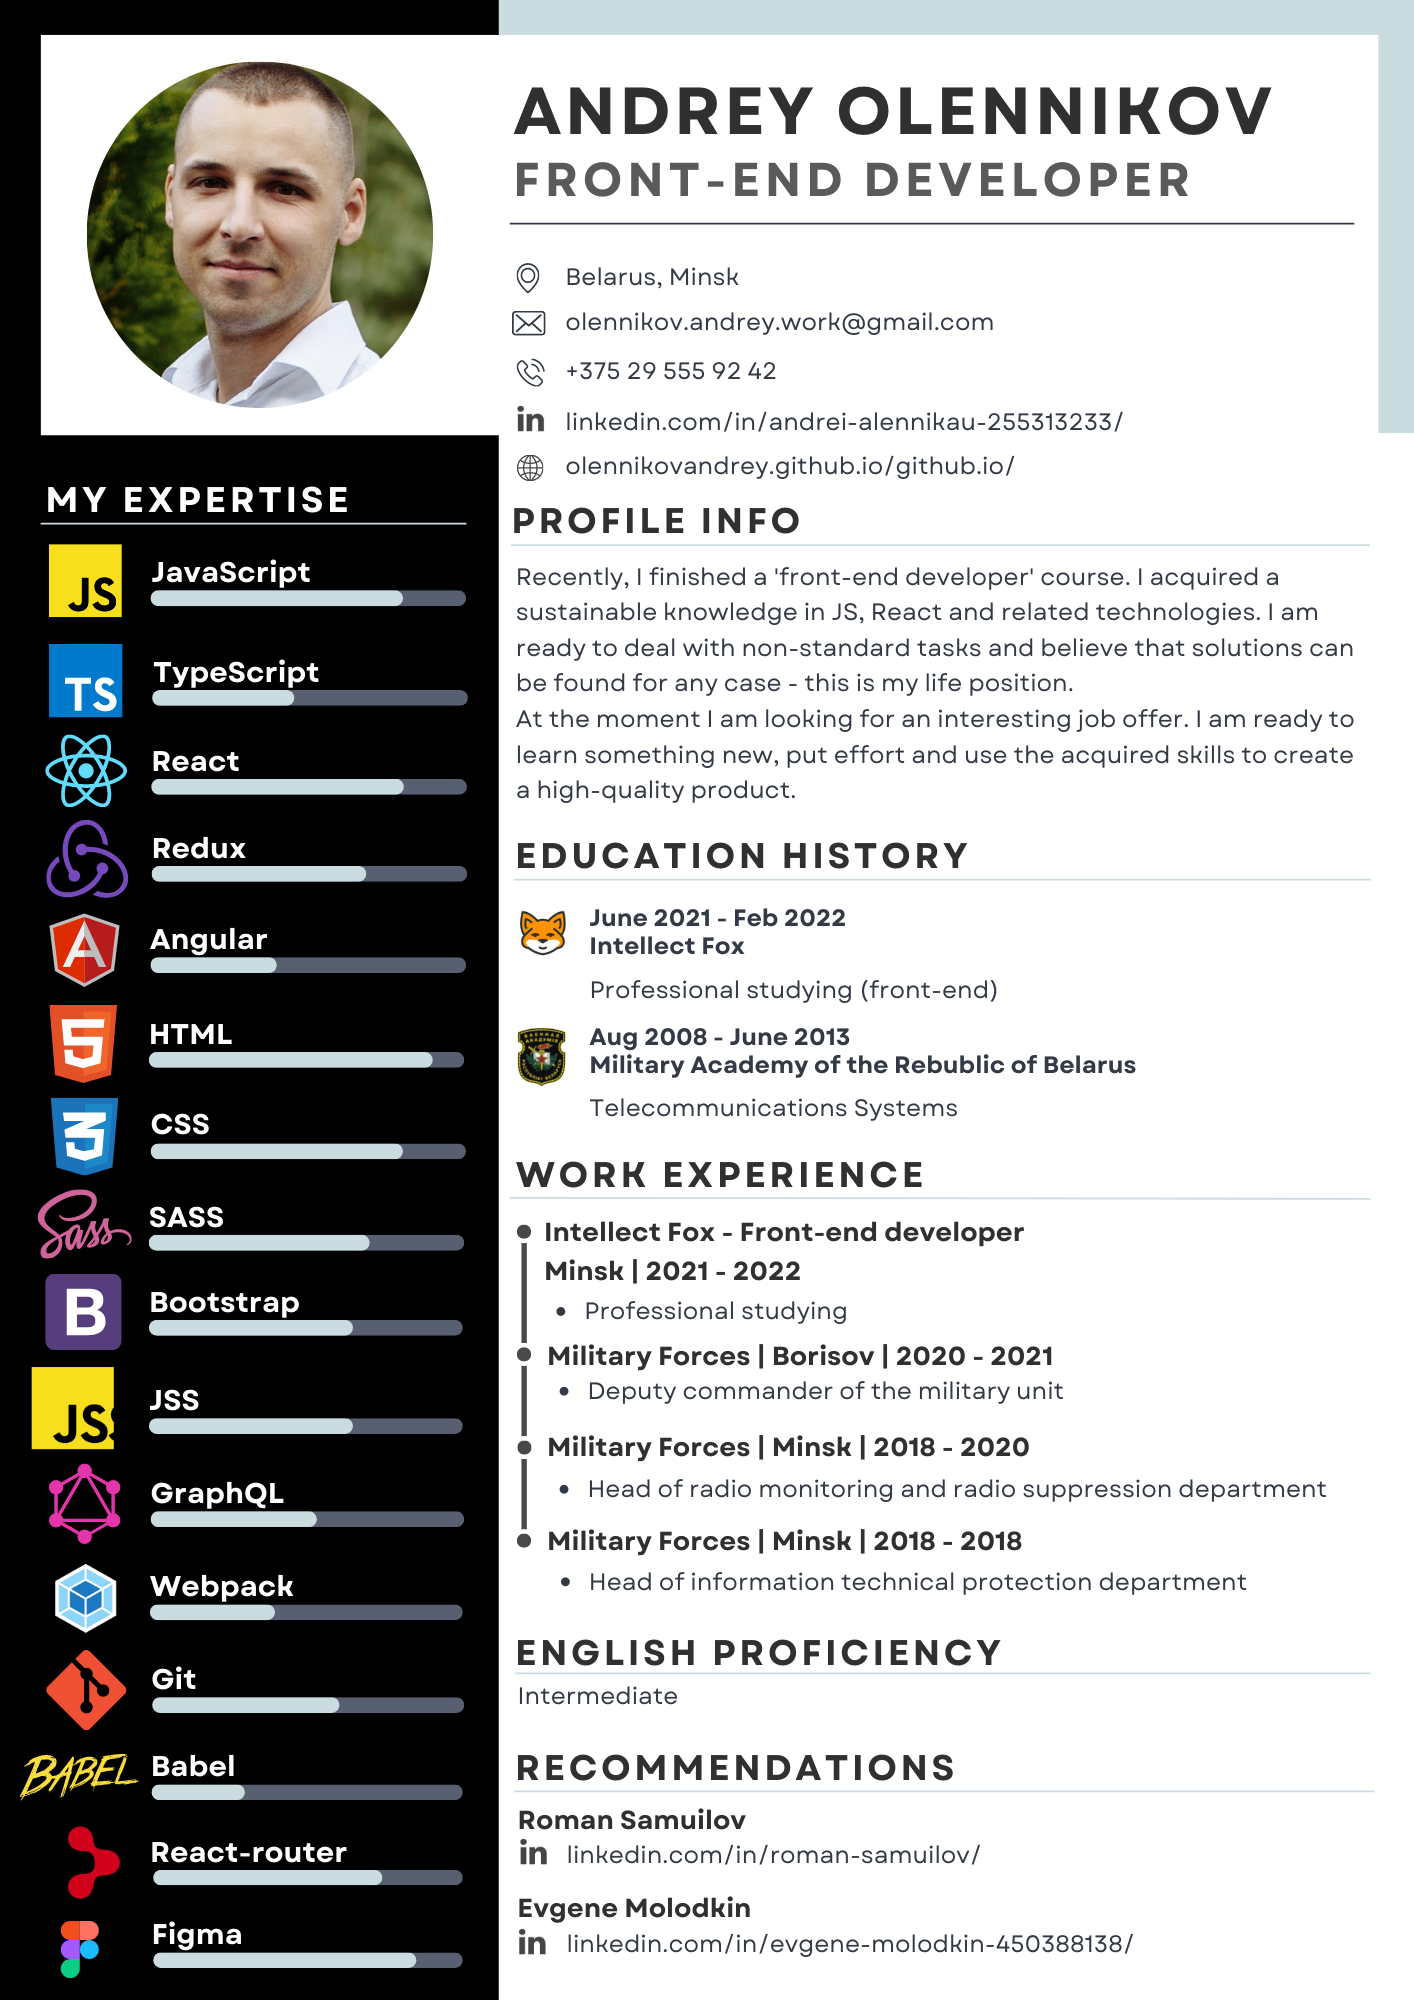 ANDREY OLENNIKOV
FRONT-END DEVELOPER
Belarus, Minsk
olennikov.andrey.work@gmail.com
+375 29 555 92 42
in linkedin.com/in/andrei-alennikau-255313233/
olennikovandrey.github.io/github.io/
MY EXPERTISE
JS
JavaScript
TS
TypeScript
React
Redux
A
Angular
5
HTML
3
CSS
Sass
SASS
B
Bootstrap
JSS
JSS
GraphQL
Webpack
Git
BABEL
Babel
React-router
Figma
PROFILE INFO
Recently, I finished a 'front-end developer' course. I acquired a
sustainable knowledge in JS, React and related technologies. I am
ready to deal with non-standard tasks and believe that solutions can
be found for any case - this is my life position.
At the moment I am looking for an interesting job offer. I am ready to
learn something new, put effort and use the acquired skills to create
a high-quality product.
EDUCATION HISTORY
June 2021 - Feb 2022
Intellect Fox
Professional studying (front-end)
Aug 2008 - June 2013
Military Academy of the Rebublic of Belarus
Telecommunications Systems
WORK EXPERIENCE
Intellect Fox - Front-end developer
Minsk | 2021 - 2022
• Professional studying
Military Forces | Borisov | 2020 - 2021
• Deputy commander of the military unit
Military Forces | Minsk | 2018 - 2020
• Head of radio monitoring and radio suppression department
Military Forces | Minsk | 2018 - 2018
• Head of information technical protection department
ENGLISH PROFICIENCY
Intermediate
RECOMMENDATIONS
Roman Samuilov
in linkedin.com/in/roman-samuilov/
Evgene Molodkin
in linkedin.com/in/evgene-molodkin-450388138/